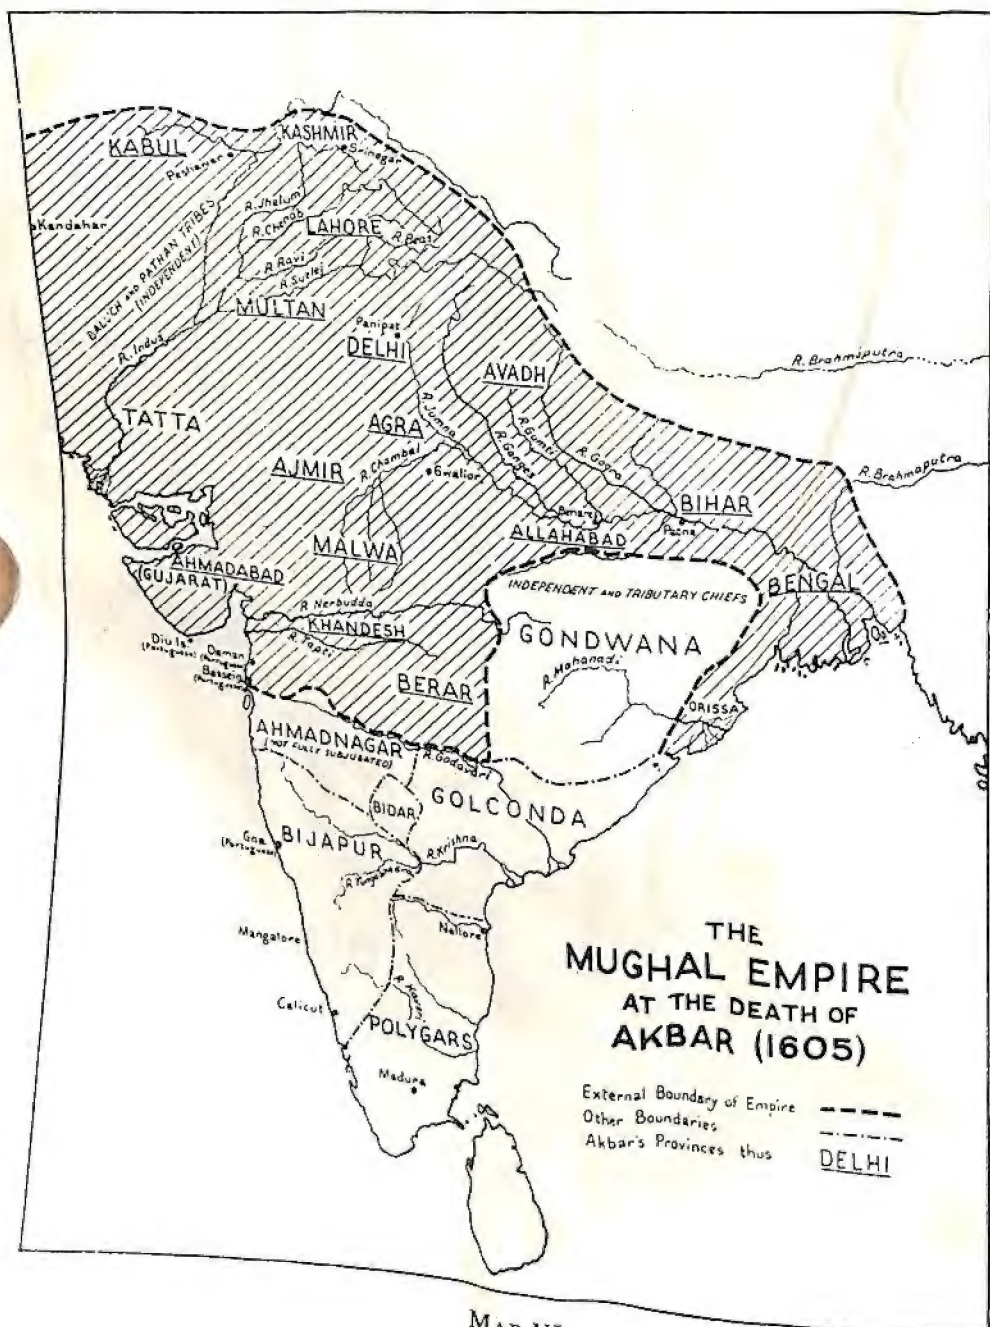 KABUL
KASHMIR
Srinagar
Peshawar
Kandahar
BALUCH AND PATHAN TRIBES
(INDEPENDENT)
R. Jhelum
R. Chenab
LAHORE
R. Beas
R. Ravi
R. Sutlej
MULTAN
R. Indus
Panipat
DELHI
AVADH
R. Brahmaputra
TATTA
AGRA
R. Jumna
R. Gumti
R. Ganges
R. Gogra
AJMIR
R. Chambal
Gwalior
R. Brahmaputra
BIHAR
Benares
Patna
ALLAHABAD
MALWA
AHMADABAD
(GUJARAT)
BENGAL
INDEPENDENT AND TRIBUTARY CHIEFS
GONDWANA
R. Mahanadi
R. Nerbudda
KHANDESH
R. Tapti
Diu Is.
(Portuguese)
Daman
(Portuguese)
Bassein
(Portuguese)
BERAR
ORISSA
AHMADNAGAR
(NOT FULLY SUBJUGATED)
R. Godavari
GOLCONDA
BIDAR
BIJAPUR
Goa
(Portuguese)
R. Krishna
R. Tungabhadra
Nellore
Mangalore
Calicut
POLYGARS
Madura
THE
MUGHAL EMPIRE
AT THE DEATH OF
AKBAR (1605)
External Boundary of Empire
Other Boundaries
Akbar's Provinces thus DELHI